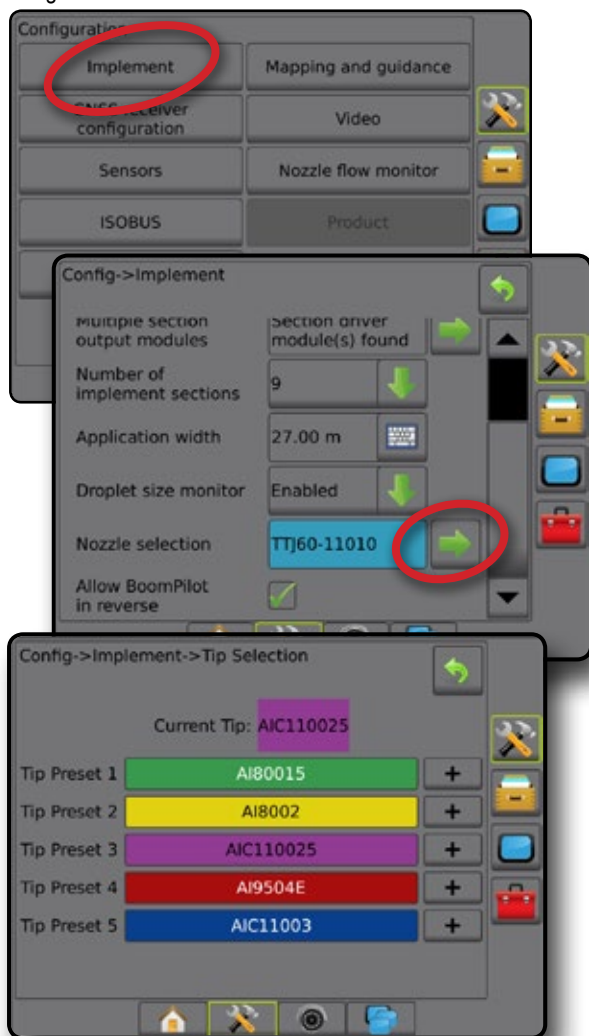 Configuration
Implement
Mapping and guidance
GNSS receiver
configuration
Video
Sensors
Nozzle flow monitor
ISOBUS
Product
Config->Implement
Multiple section
output modules
Section driver
module(s) found
Number of
implement sections
9
Application width
27.00 m
Droplet size monitor
Enabled
Nozzle selection
TTJ60-11010
Allow BoomPilot
in reverse
Config->Implement->Tip Selection
Current Tip: AIC110025
Tip Preset 1 AI80015 +
Tip Preset 2 AI8002 +
Tip Preset 3 AIC110025 +
Tip Preset 4 AI9504E +
Tip Preset 5 AIC11003 +